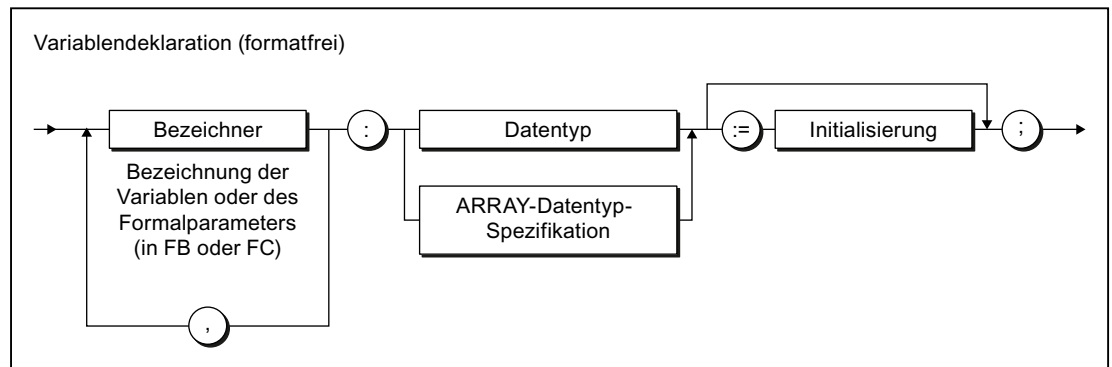 Variablendeklaration (formatfrei)
Bezeichner
:
Datentyp
:=
Initialisierung
;
Bezeichnung der
Variablen oder des
Formalparameters
(in FB oder FC)
ARRAY-Datentyp-
Spezifikation
,